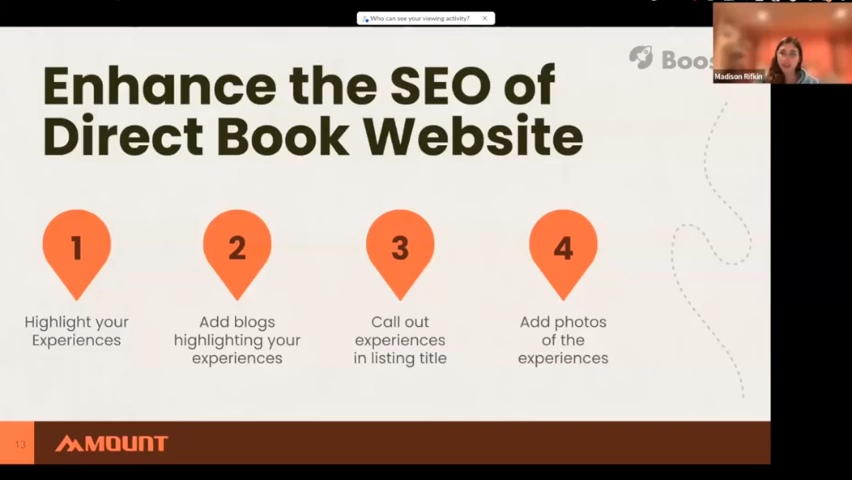 Who can see your viewing activity?
Enhance the SEO of
Direct Book Website
Madison Rifkin
1
Highlight your
Experiences
2
Add blogs
highlighting your
experiences
3
Call out
experiences
in listing title
4
Add photos
of the
experiences
13
MOUNT